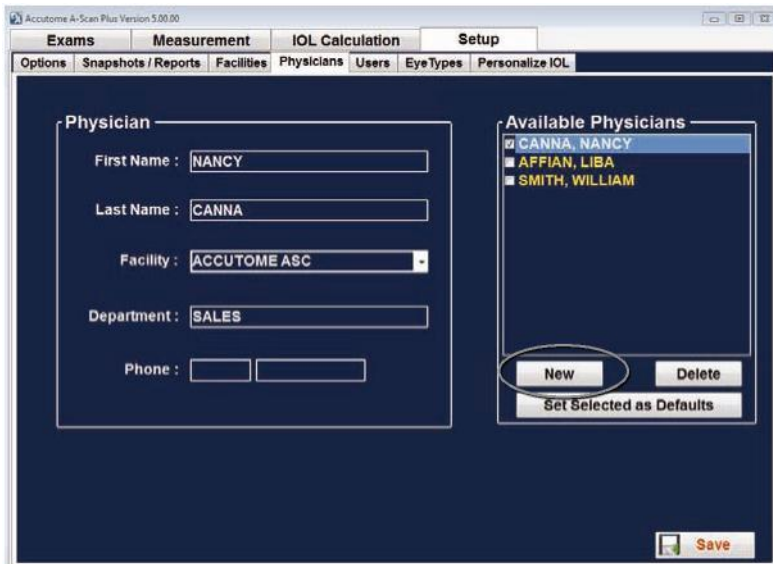 Accutome A-Scan Plus Version 5.00.00
Exams Measurement IOL Calculation Setup
Options Snapshots / Reports Facilities Physicians Users EyeTypes Personalize IOL
Physician
First Name : NANCY
Last Name : CANNA
Facility : ACCUTOME ASC
Department : SALES
Phone :
Available Physicians
CANNA, NANCY
AFFIAN, LIBA
SMITH, WILLIAM
New Delete
Set Selected as Defaults
Save